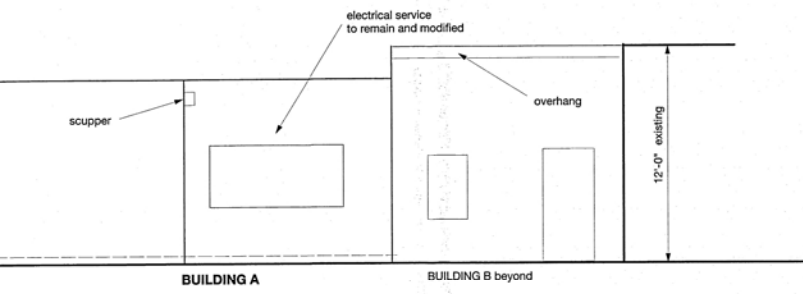 electrical service
to remain and modified
scupper
overhang
12'-0" existing
BUILDING A
BUILDING B beyond